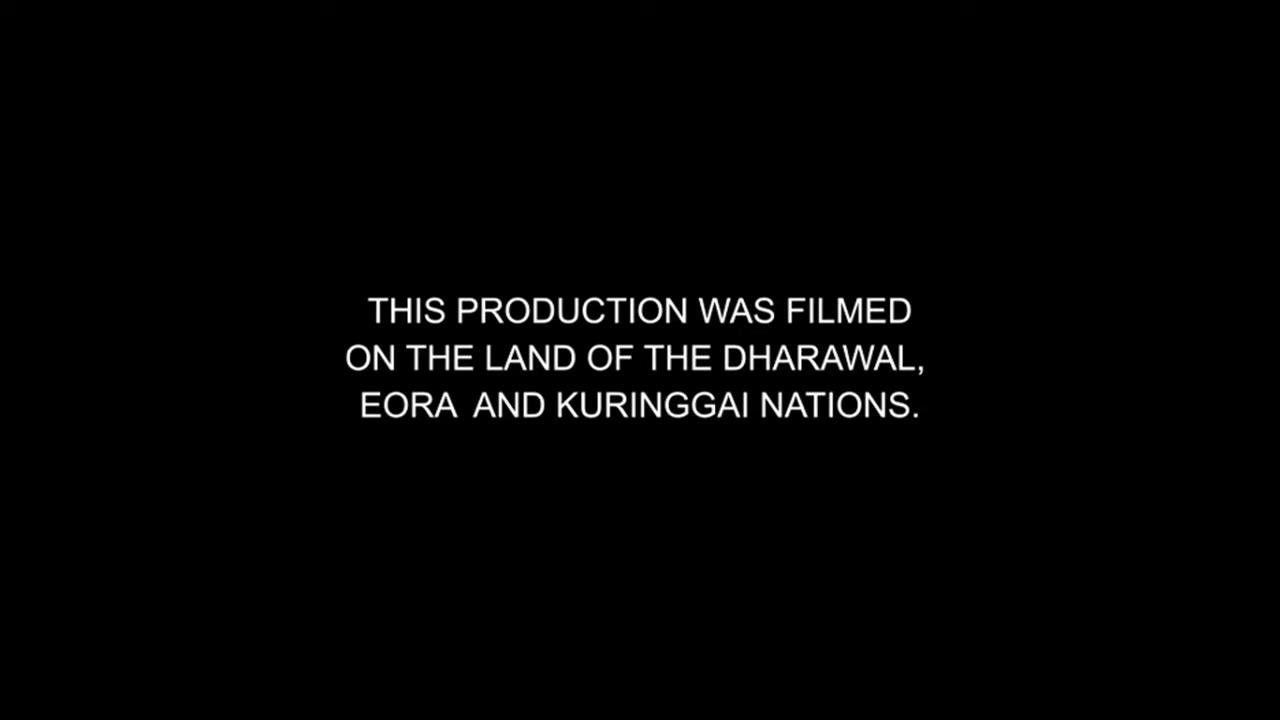 THIS PRODUCTION WAS FILMED
ON THE LAND OF THE DHARAWAL,
EORA  AND KURINGGAI NATIONS.